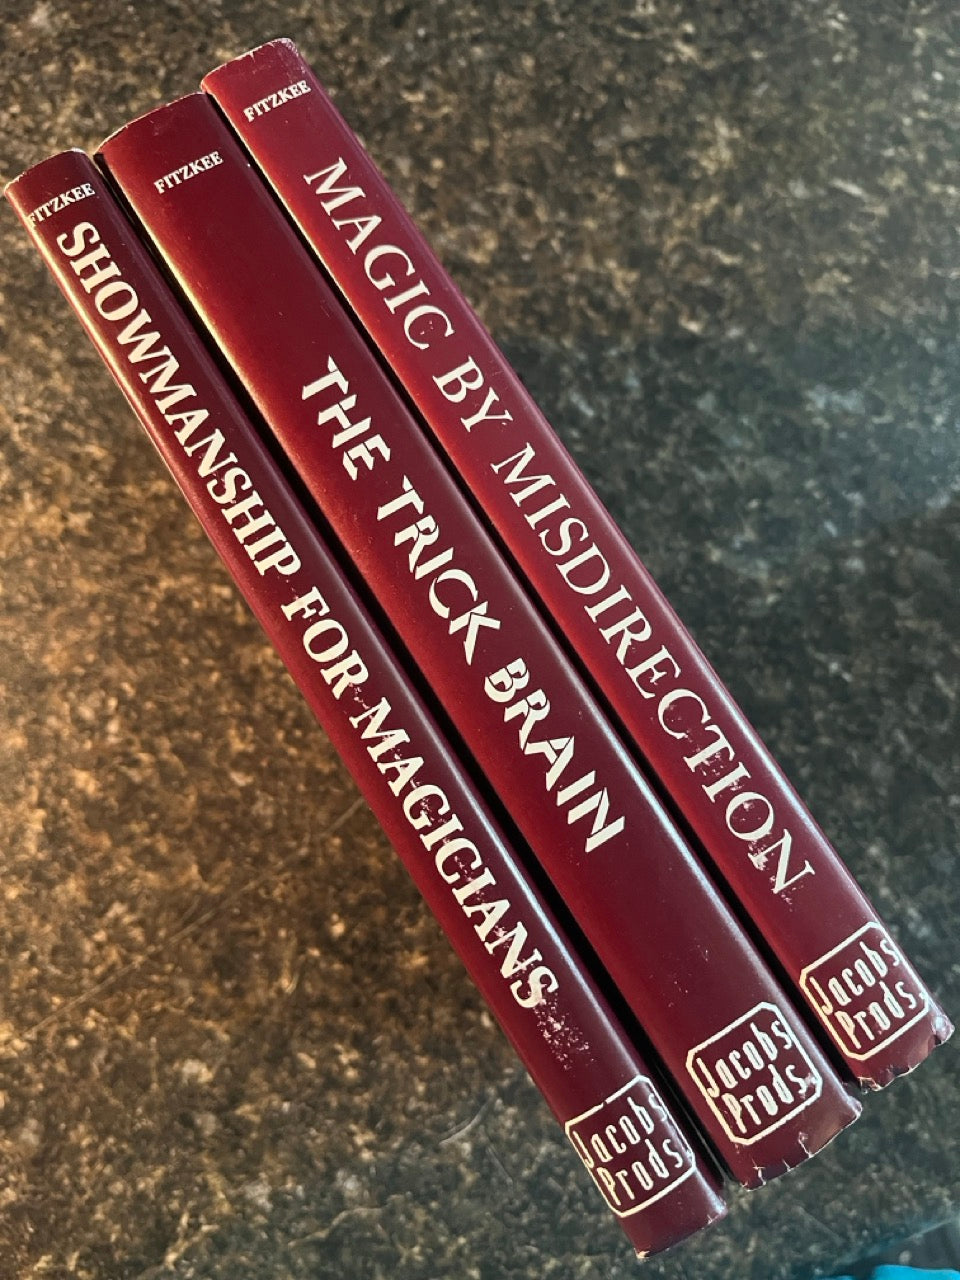 FITZKEE
SHOWMANSHIP FOR MAGICIANS
Jacobs
Prods.
FITZKEE
THE TRICK BRAIN
Jacobs
Prods.
FITZKEE
MAGIC BY MISDIRECTION
Jacobs
Prods.